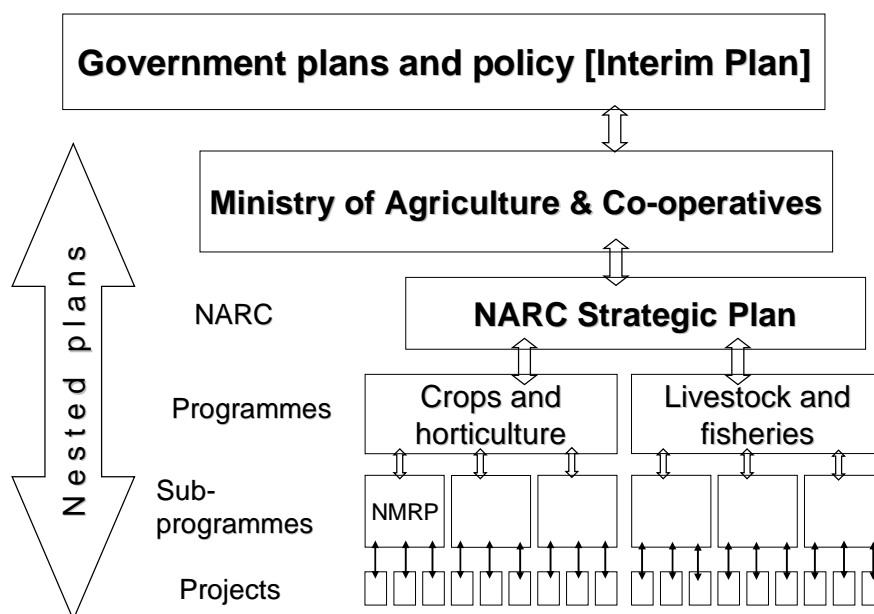 Government plans and policy [Interim Plan]
Ministry of Agriculture & Co-operatives
Nested plans
NARC
NARC Strategic Plan
Programmes
Crops and
horticulture
Livestock and
fisheries
Sub-
programmes
NMRP
Projects